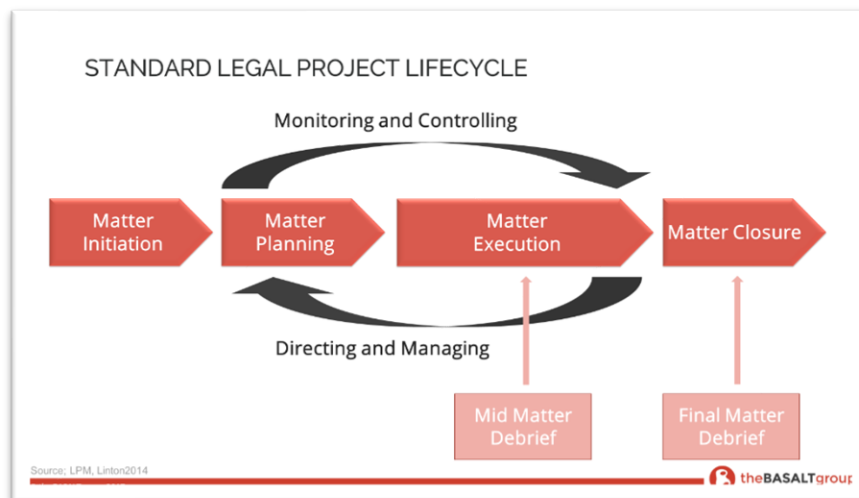 STANDARD LEGAL PROJECT LIFECYCLE
Monitoring and Controlling
Matter
Initiation
Matter
Planning
Matter
Execution
Matter Closure
Directing and Managing
Mid Matter
Debrief
Final Matter
Debrief
Source; LPM, Linton2014
theBASALTgroup